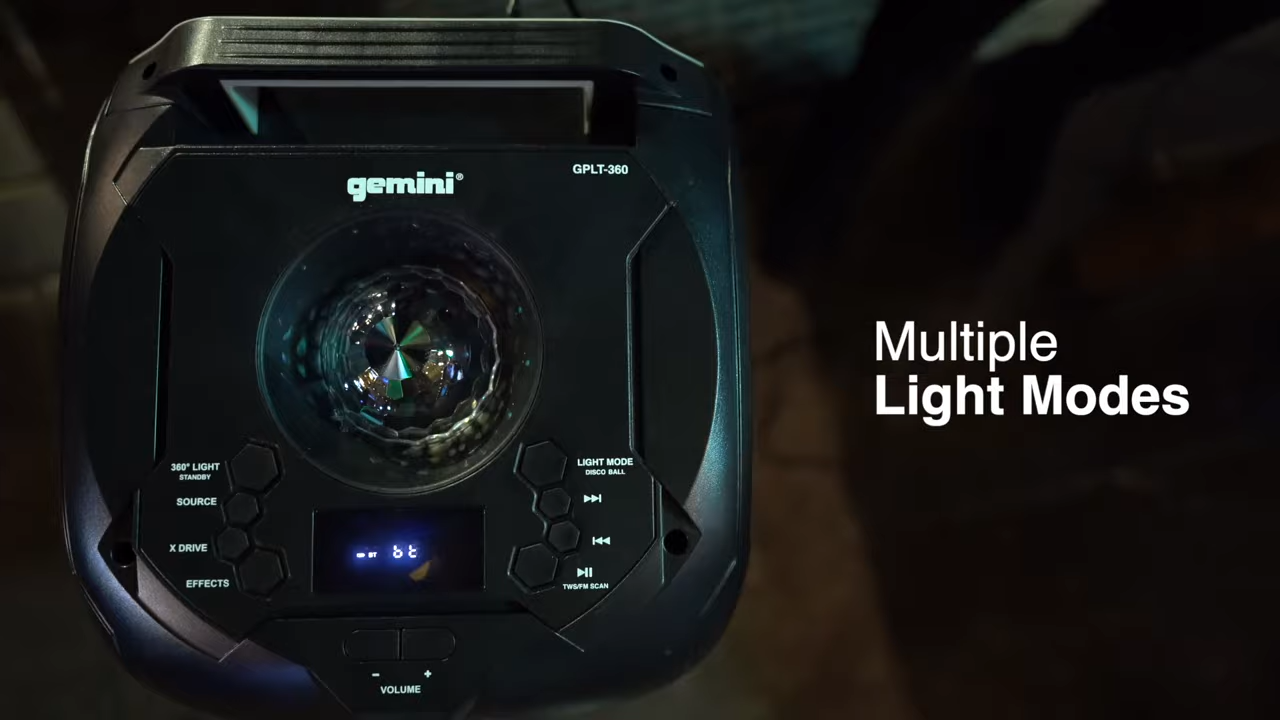 gemini®
GPLT-360
Multiple
Light Modes
360° LIGHT
STANDBY
SOURCE
X DRIVE
EFFECTS
LIGHT MODE
DISCO BALL
TWS/FM SCAN
BT bt
- +
VOLUME